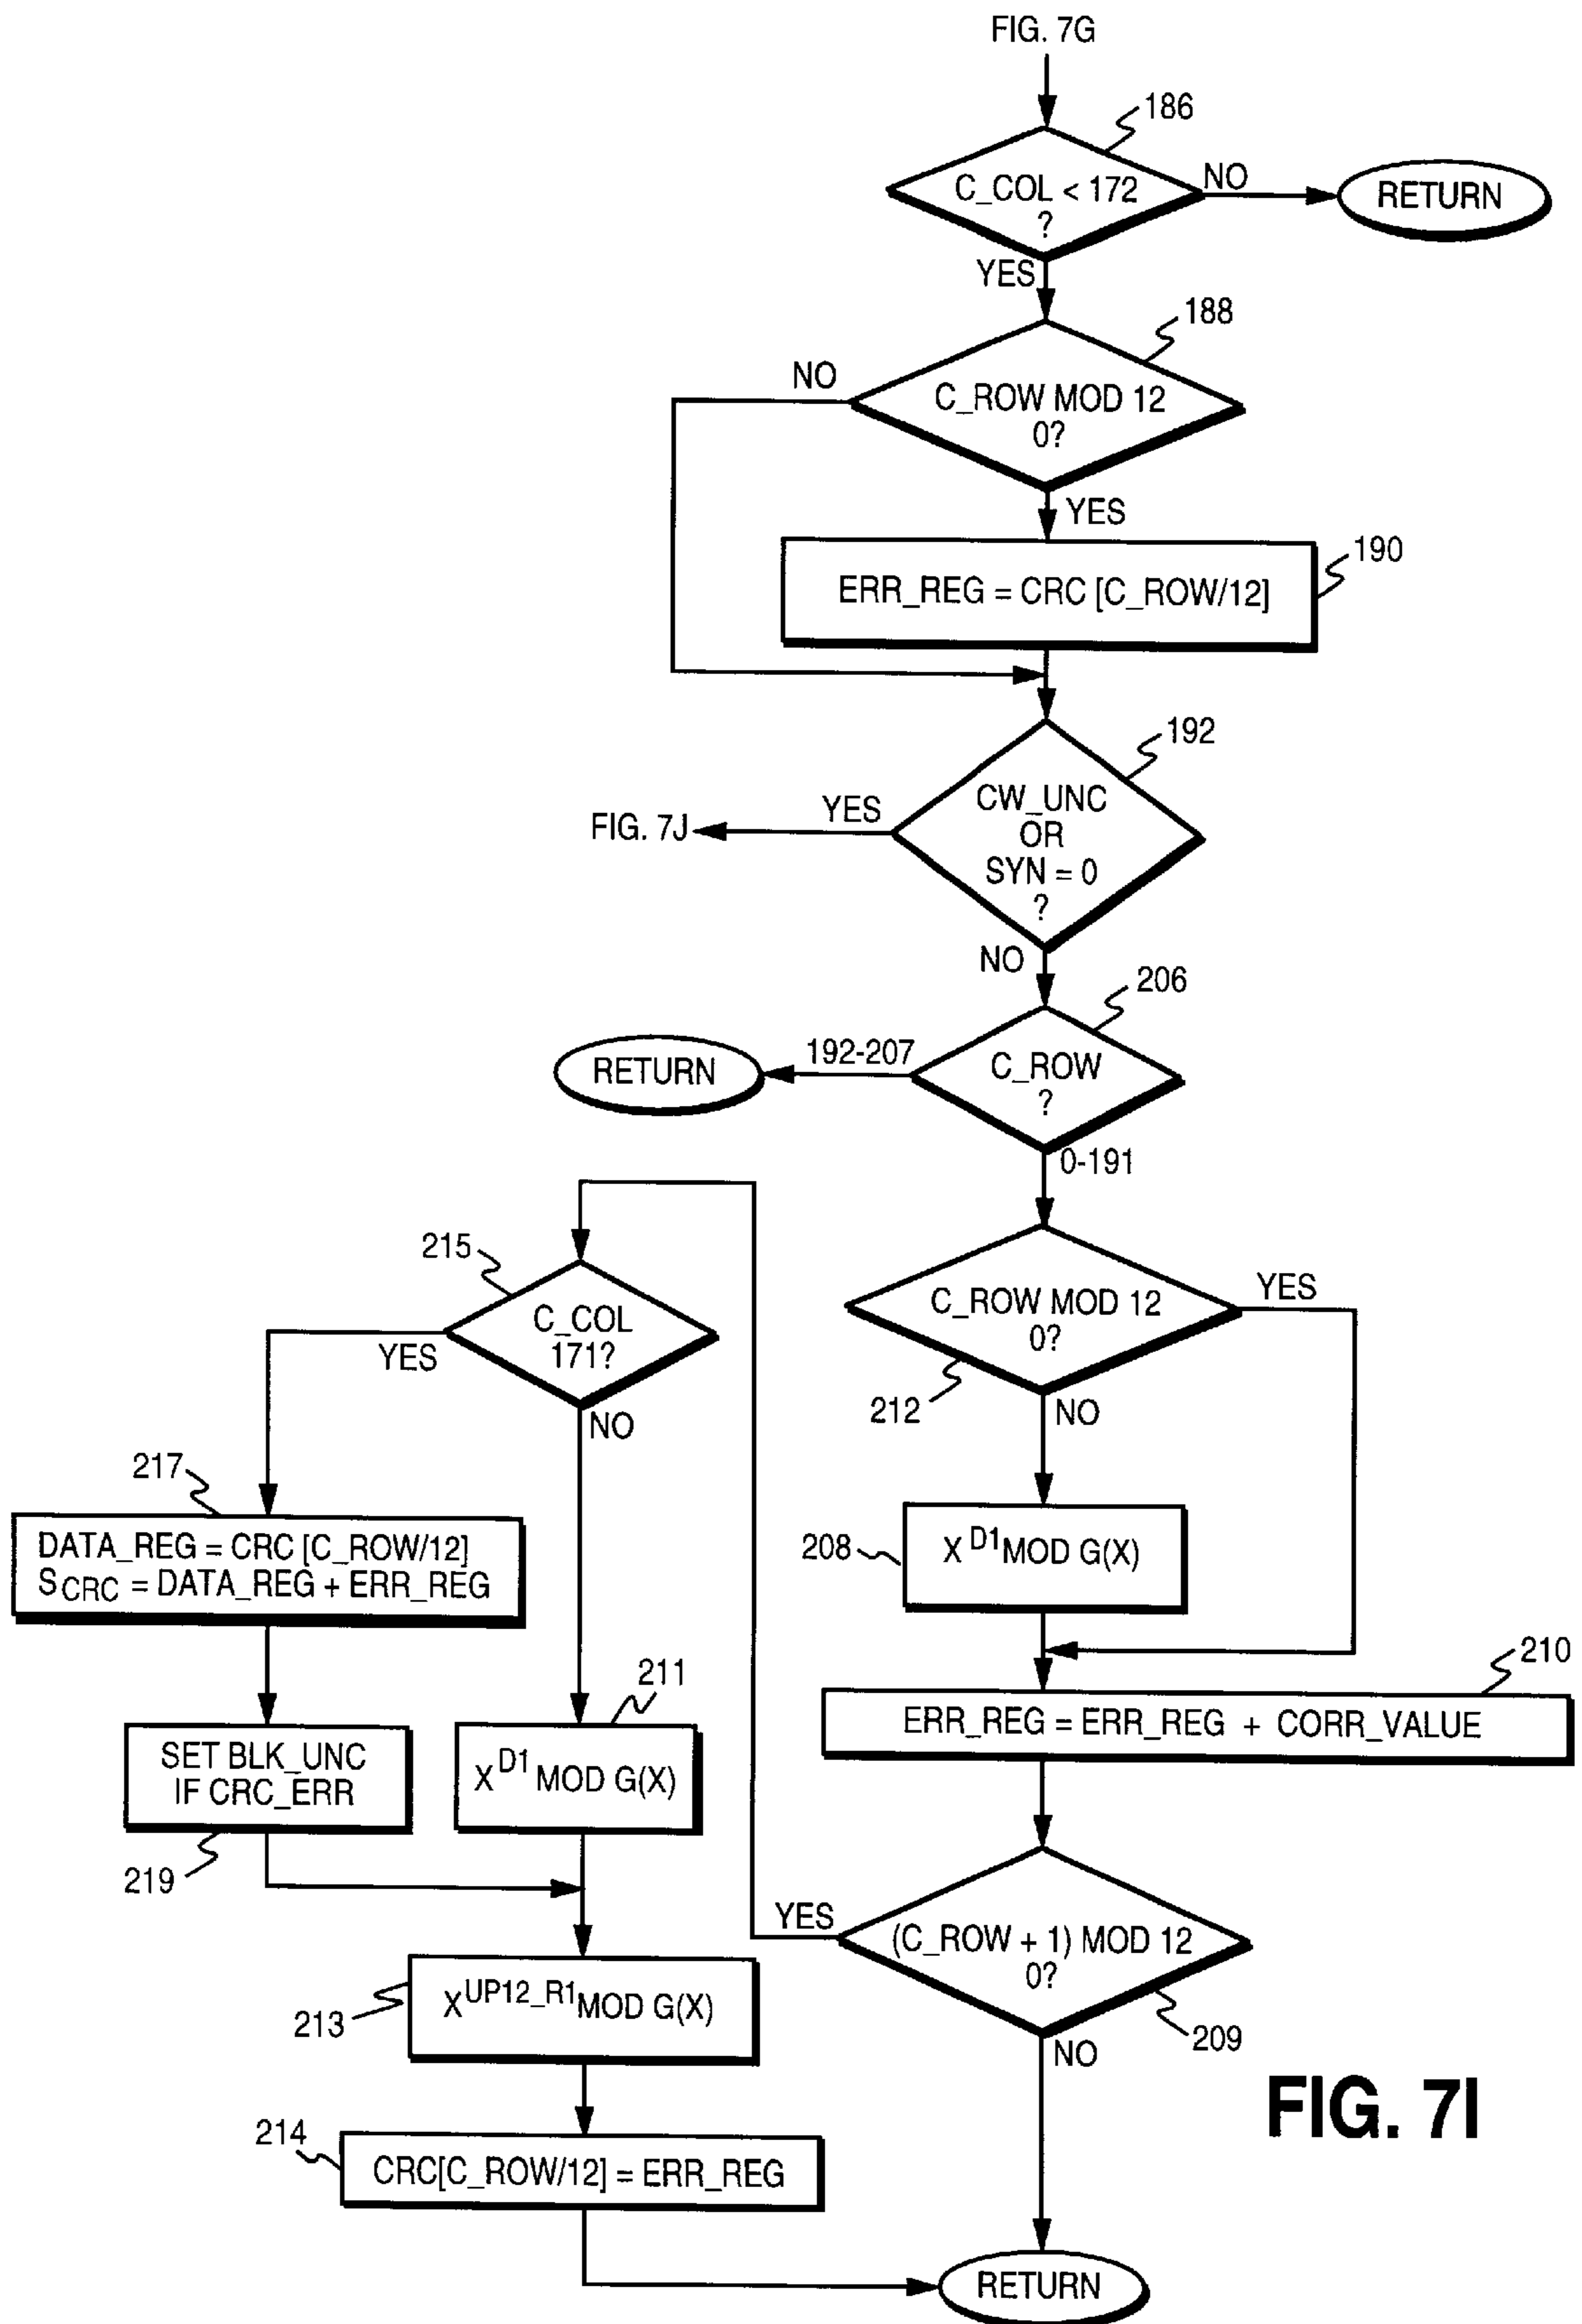 FIG. 7G
186
C_COL < 172
?
NO
RETURN
YES
188
NO
C_ROW MOD 12
0?
YES
190
ERR_REG = CRC [C_ROW/12]
192
CW_UNC
OR
SYN = 0
?
YES
FIG. 7J
NO
206
192-207
RETURN
C_ROW
?
0-191
215
C_COL
171?
YES
NO
C_ROW MOD 12
0?
YES
212
NO
217
DATA_REG = CRC [C_ROW/12]
SCRC = DATA_REG + ERR_REG
208
X^D1 MOD G(X)
210
ERR_REG = ERR_REG + CORR_VALUE
211
SET BLK_UNC
IF CRC_ERR
X^D1 MOD G(X)
219
YES
(C_ROW + 1) MOD 12
0?
209
NO
X^UP12_R1 MOD G(X)
213
214
CRC[C_ROW/12] = ERR_REG
RETURN
FIG. 7I